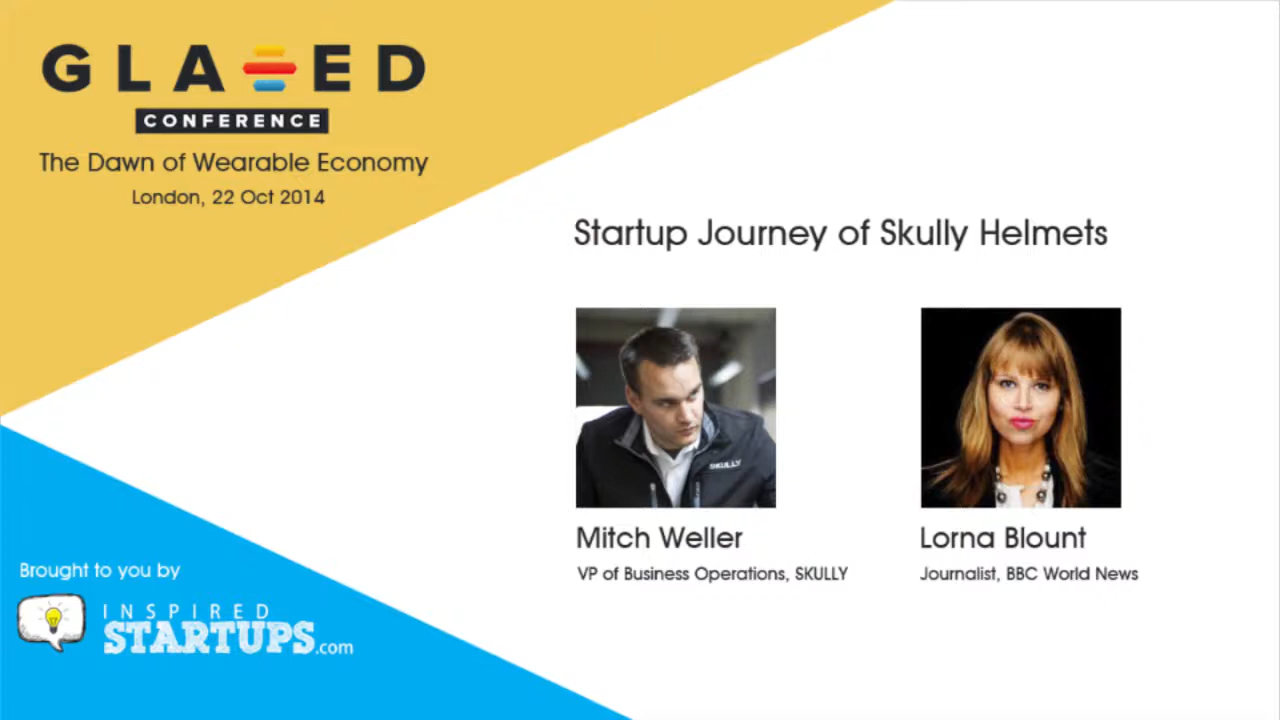 GLAZED
CONFERENCE
The Dawn of Wearable Economy
London, 22 Oct 2014
Startup Journey of Skully Helmets
SKULLY
Mitch Weller
VP of Business Operations, SKULLY
Lorna Blount
Journalist, BBC World News
Brought to you by
INSPIRED
STARTUPS.com